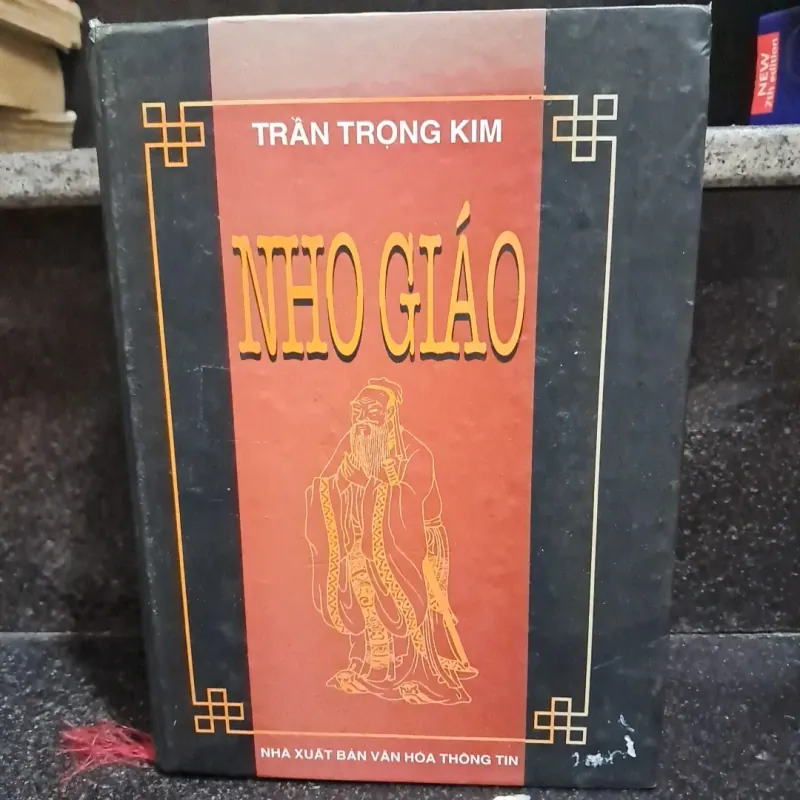 TRẦN TRỌNG KIM
NHO GIÁO
NHÀ XUẤT BẢN VĂN HÓA THÔNG TIN
NEW
7th edition